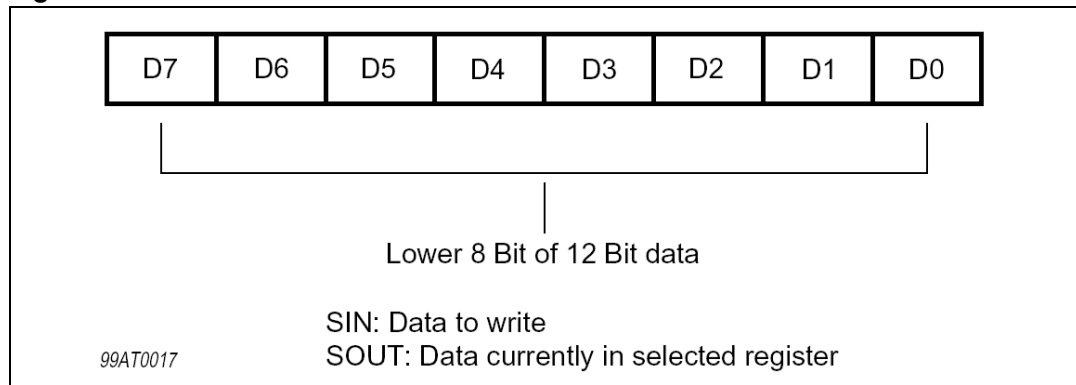 D7 D6 D5 D4 D3 D2 D1 D0
Lower 8 Bit of 12 Bit data
SIN: Data to write
SOUT: Data currently in selected register
99AT0017